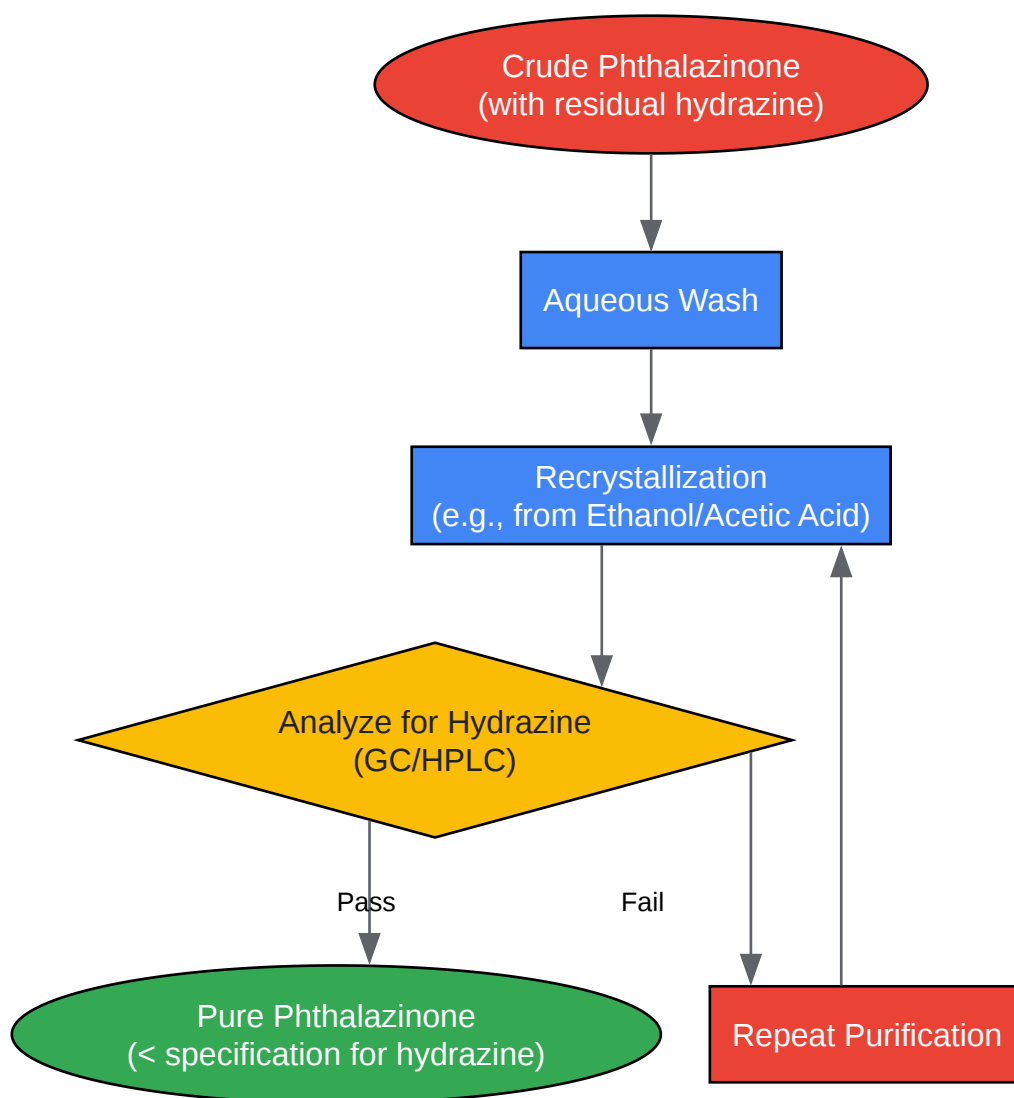 Crude Phthalazinone
(with residual hydrazine)
Aqueous Wash
Recrystallization
(e.g., from Ethanol/Acetic Acid)
Analyze for Hydrazine
(GC/HPLC)
Pass
Fail
Pure Phthalazinone
(< specification for hydrazine)
Repeat Purification